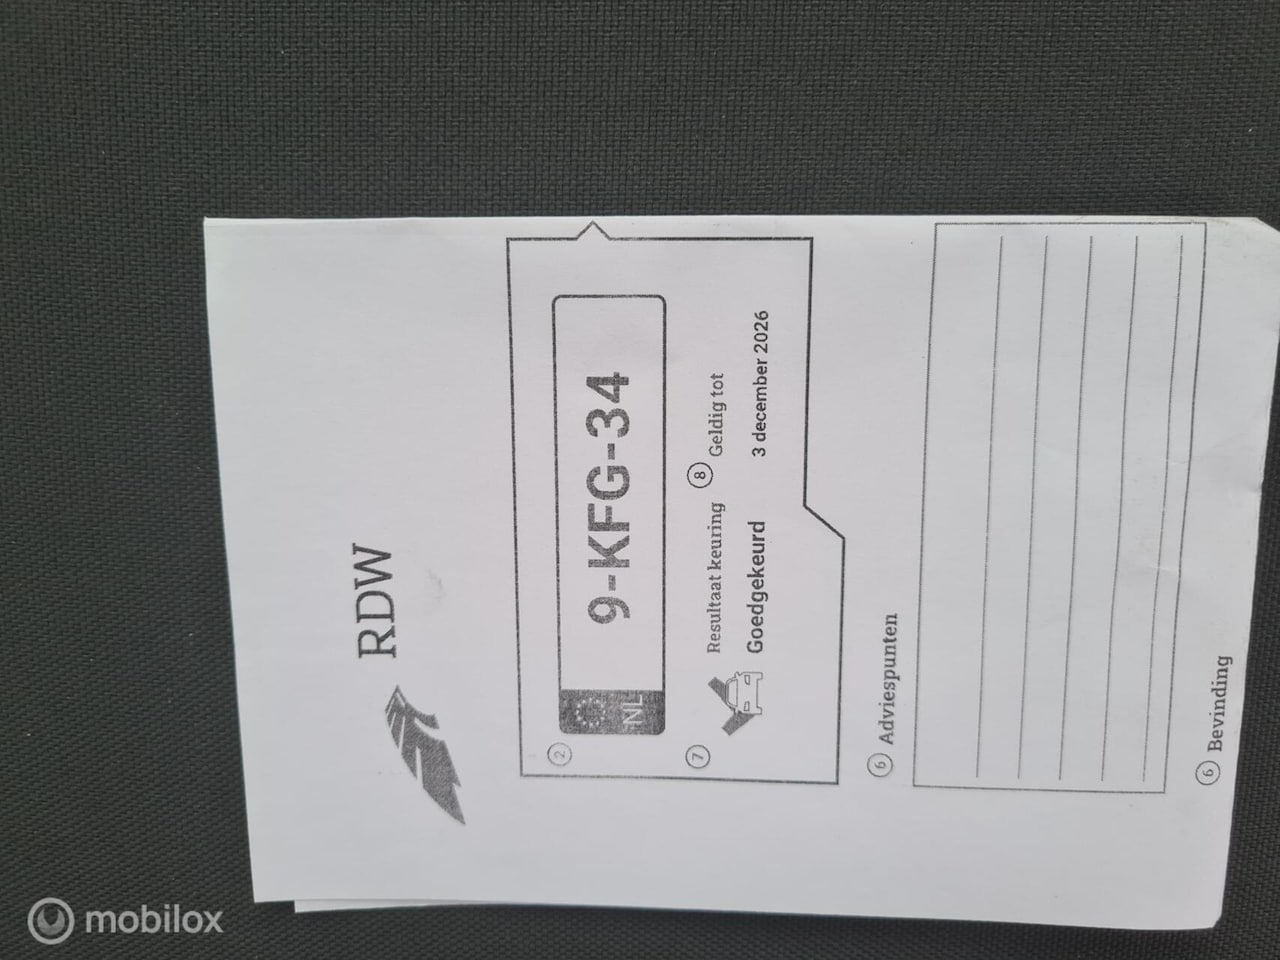 RDW
2
NL
9-KFG-34
7 Resultaat keuring
Goedgekeurd
8 Geldig tot
3 december 2026
6 Adviespunten
6 Bevinding
mobilox